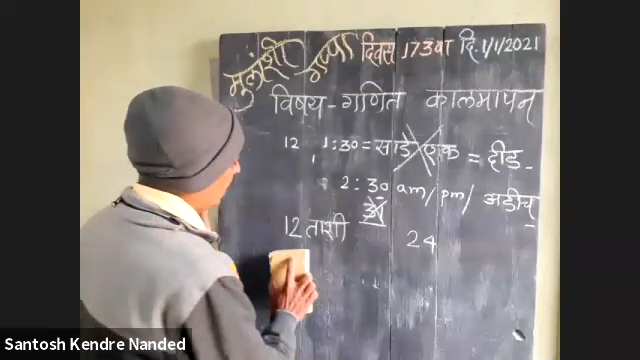 मुलांशी गप्पा दिवस 173वा दि. 1/1/2021
विषय - गणित कालमापन
12 1:30 = साडे एक = दीड
: 2:30 am/pm/ अडीच
12 ताशी 24
Santosh Kendre Nanded